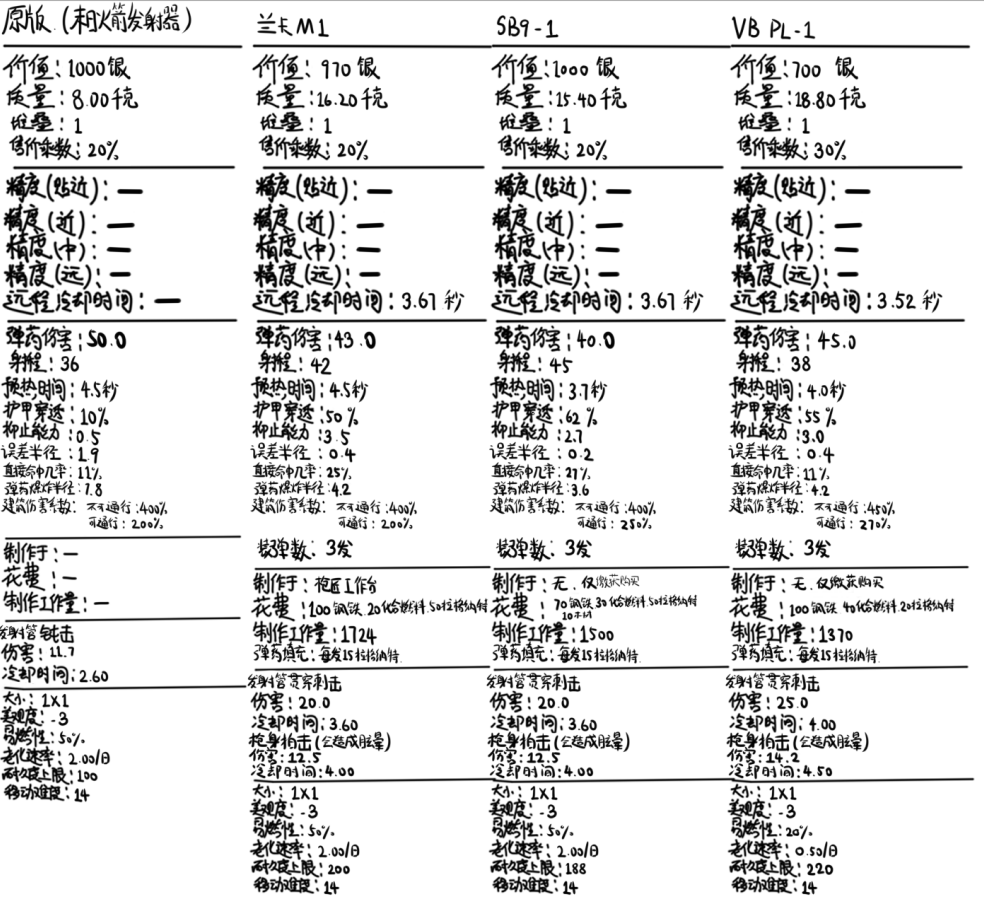 原版（末日火箭发射器）
价值：1000银
质量：8.00千克
堆叠：1
售价乘数：20%
精度(贴近)：—
精度(近)：—
精度(中)：—
精度(远)：—
远程冷却时间：—
弹药伤害：50.0
射程：36
预热时间：4.5秒
护甲穿透：10%
抑止能力：0.5
误差半径：1.9
直接命中几率：11%
弹药爆炸半径：7.8
建筑伤害系数：不可通行：400%
可通行：200%
制作于：—
花费：—
制作工作量：—
发射管钝击
伤害：11.7
冷却时间：2.60
大小：1X1
美观度：-3
易燃性：50%
老化速率：2.00/日
耐久度上限：100
移动难度：14
兰卡M1
价值：970银
质量：16.20千克
堆叠：1
售价乘数：20%
精度(贴近)：—
精度(近)：—
精度(中)：—
精度(远)：—
远程冷却时间：3.67秒
弹药伤害：43.0
射程：42
预热时间：4.5秒
护甲穿透：50%
抑止能力：3.5
误差半径：0.4
直接命中几率：25%
弹药爆炸半径：4.2
建筑伤害系数：不可通行：400%
可通行：200%
装弹数：3发
制作于：枪匠工作台
花费：100钢铁.20化合燃料.50拉格纳特
制作工作量：1724
弹药填充：每发15拉格纳特
发射管贯穿刺击
伤害：20.0
冷却时间：3.60
枪身拍击(公造成眩晕)
伤害：12.5
冷却时间：4.00
大小：1X1
美观度：-3
易燃性：50%
老化速率：2.00/日
耐久度上限：200
移动难度：14
SB9-1
价值：1000银
质量：15.40千克
堆叠：1
售价乘数：20%
精度(贴近)：—
精度(近)：—
精度(中)：—
精度(远)：—
远程冷却时间：3.67秒
弹药伤害：40.0
射程：45
预热时间：3.7秒
护甲穿透：62%
抑止能力：2.7
误差半径：0.2
直接命中几率：27%
弹药爆炸半径：3.6
建筑伤害系数：不可通行：400%
可通行：250%
装弹数：3发
制作于：无.仅缴获购买
花费：70钢铁.30化合燃料.50拉格纳特
制作工作量：1500
弹药填充：每发15拉格纳特
发射管贯穿刺击
伤害：20.0
冷却时间：3.60
枪身拍击(公造成眩晕)
伤害：12.5
冷却时间：4.00
大小：1X1
美观度：-3
易燃性：50%
老化速率：2.00/日
耐久度上限：188
移动难度：14
VB PL-1
价值：700银
质量：18.80千克
堆叠：1
售价乘数：30%
精度(贴近)：—
精度(近)：—
精度(中)：—
精度(远)：—
远程冷却时间：3.52秒
弹药伤害：45.0
射程：38
预热时间：4.0秒
护甲穿透：55%
抑止能力：3.0
误差半径：0.4
直接命中几率：11%
弹药爆炸半径：4.2
建筑伤害系数：不可通行：450%
可通行：270%
装弹数：3发
制作于：无.仅缴获购买
花费：100钢铁 40化合燃料.20拉格纳特
制作工作量：1370
弹药填充：每发15拉格纳特
发射管贯穿刺击
伤害：25.0
冷却时间：4.00
枪身拍击(公造成眩晕)
伤害：14.2
冷却时间：4.50
大小：1X1
美观度：-3
易燃性：20%
老化速率：0.50/日
耐久度上限：220
移动难度：14